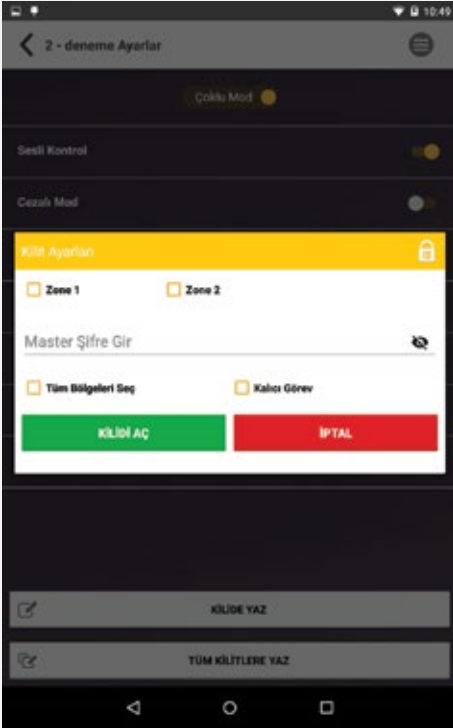 10:49
2 - deneme Ayarlar
Çoklu Mod
Sesli Kontrol
Cezalı Mod
Kilit Ayarları
Zone 1 Zone 2
Master Şifre Gir
Tüm Bölgeleri Seç Kalıcı Görev
KİLİDİ AÇ İPTAL
KİLİDE YAZ
TÜM KİLİTLERE YAZ